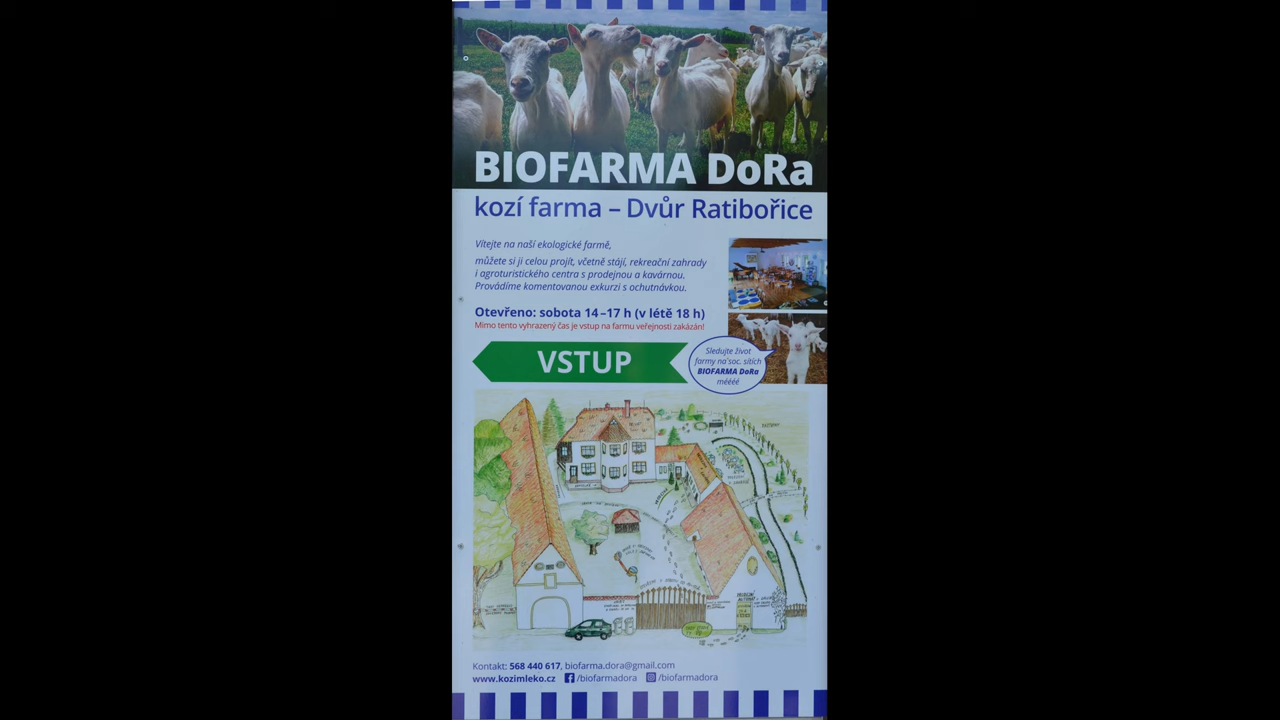 BIOFARMA DoRa
kozí farma – Dvůr Ratibořice
Vítejte na naší ekologické farmě,
můžete si ji celou projít, včetně stájí, rekreační zahrady
i agroturistického centra s prodejnou a kavárnou.
Provádíme komentovanou exkurzi s ochutnávkou.
Otevřeno: sobota 14–17 h (v létě 18 h)
Mimo tento vyhrazený čas je vstup na farmu veřejnosti zakázán!
VSTUP
Sledujte život
farmy na soc. sítích
BIOFARMA DoRa
méééé
Kontakt: 568 440 617, biofarma.dora@gmail.com
www.kozimleko.cz /biofarmadora /biofarmadora